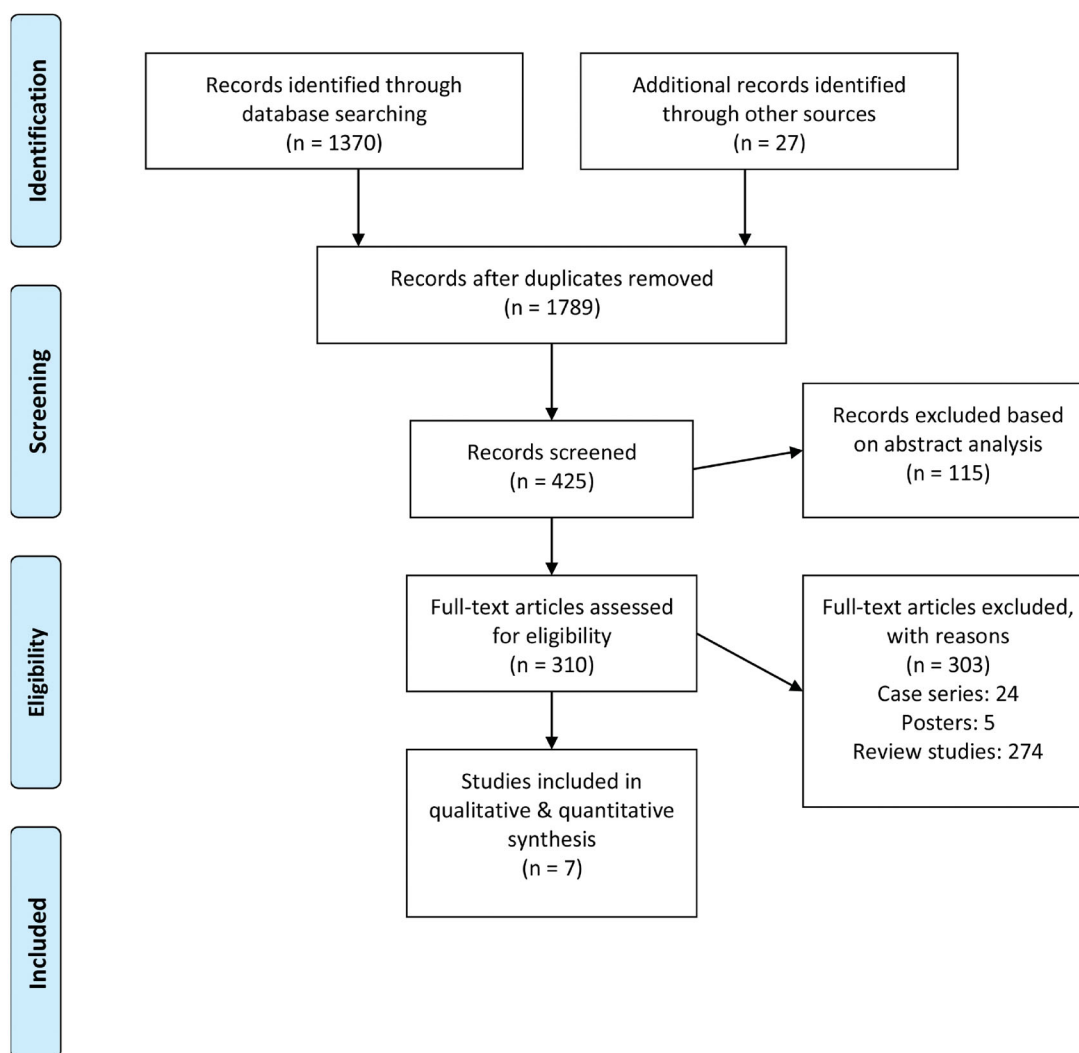 Identification
Records identified through
database searching
(n = 1370)
Additional records identified
through other sources
(n = 27)
Records after duplicates removed
(n = 1789)
Screening
Records screened
(n = 425)
Records excluded based
on abstract analysis
(n = 115)
Eligibility
Full-text articles assessed
for eligibility
(n = 310)
Full-text articles excluded,
with reasons
(n = 303)
Case series: 24
Posters: 5
Review studies: 274
Included
Studies included in
qualitative & quantitative
synthesis
(n = 7)